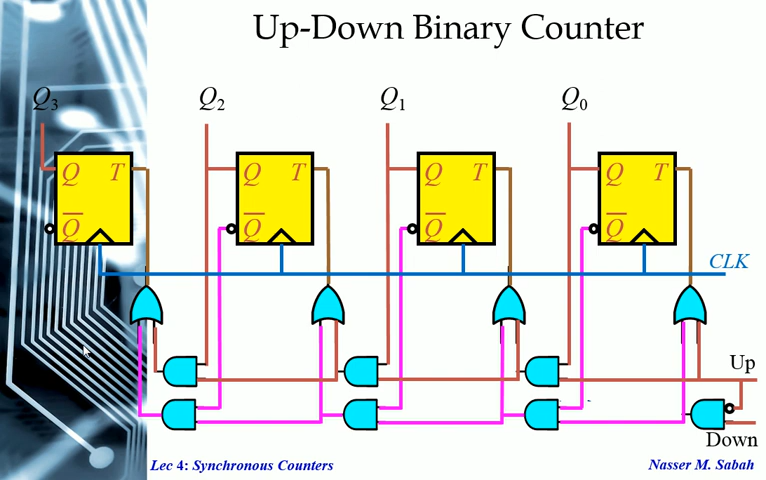 Up-Down Binary Counter
Q₃ Q₂ Q₁ Q₀
Q T Q T Q T Q T
Q̅ Q̅ Q̅ Q̅
CLK
Up
Down
Lec 4: Synchronous Counters Nasser M. Sabah